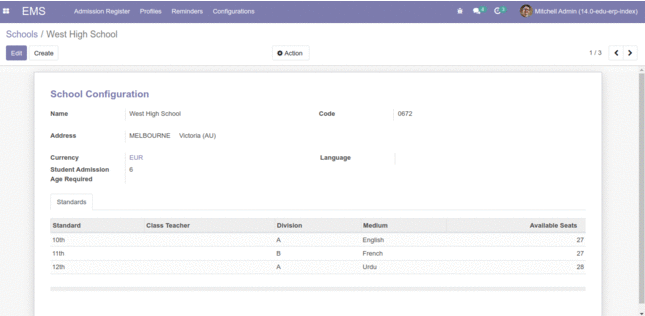 EMS Admission Register Profiles Reminders Configurations 4 3 Mitchell Admin (14.0-edu-erp-index)
Schools / West High School
Edit Create Action 1 / 3
School Configuration
Name West High School Code 0672
Address MELBOURNE Victoria (AU)
Currency EUR Language
Student Admission 6
Age Required
Standards
Standard Class Teacher Division Medium Available Seats
10th A English 27
11th B French 27
12th A Urdu 28